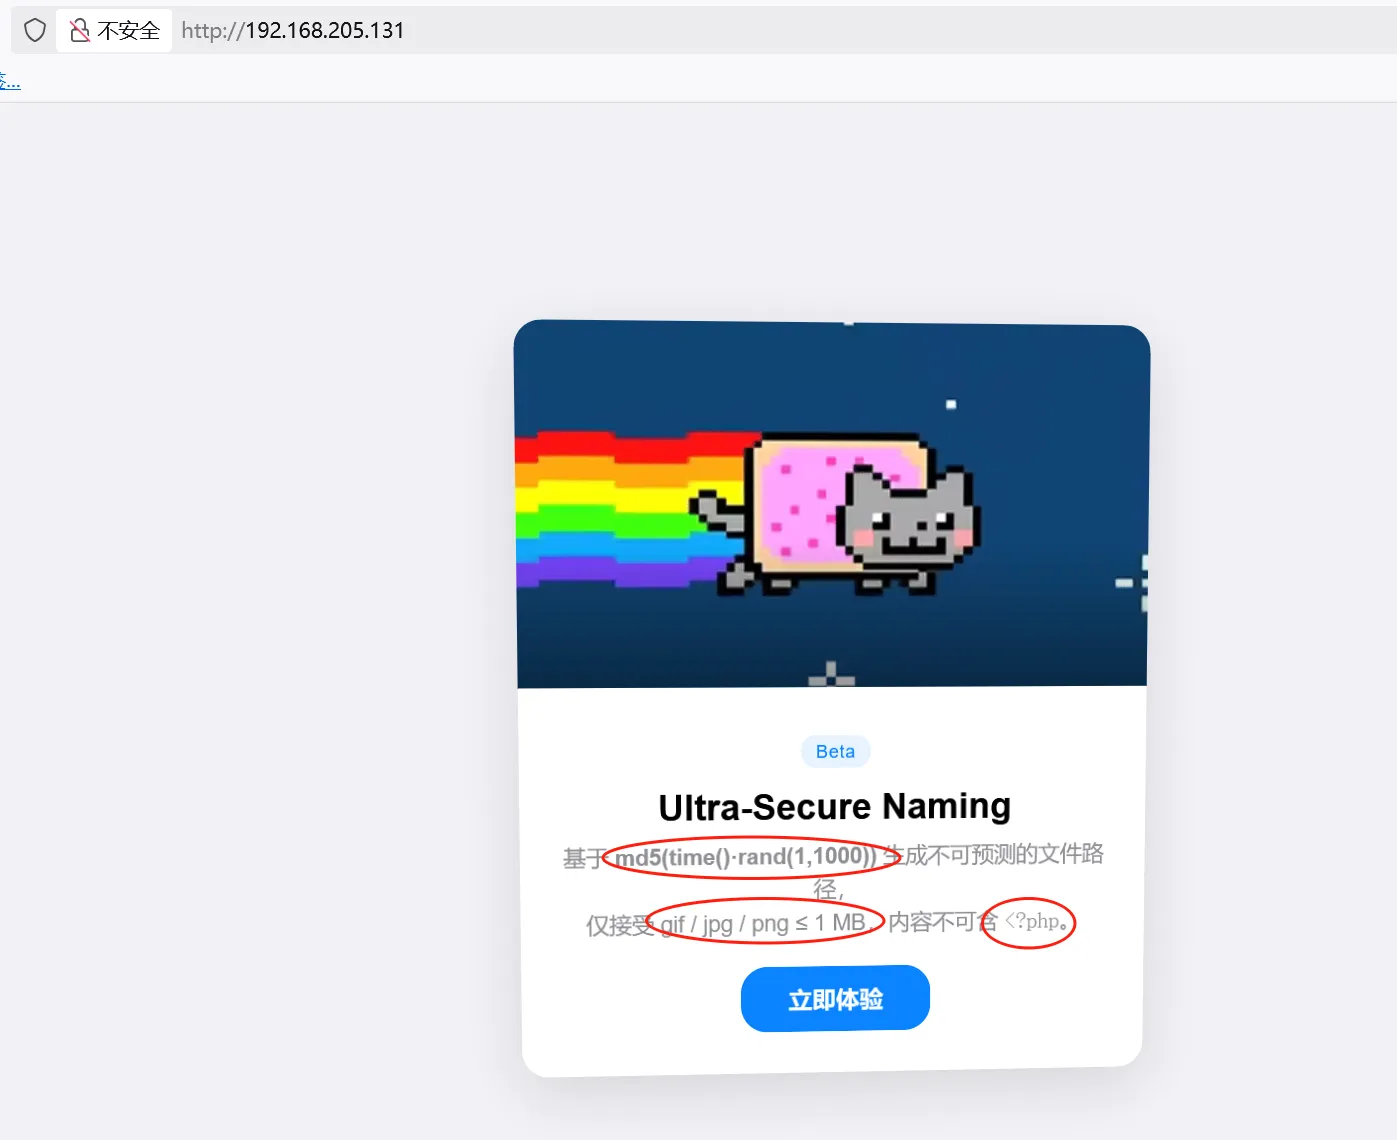 不安全 http://192.168.205.131
签...
Beta
Ultra-Secure Naming
基于 md5(time()·rand(1,1000)) 生成不可预测的文件路
径，
仅接受 gif / jpg / png ≤ 1 MB，内容不可含 <?php。
立即体验